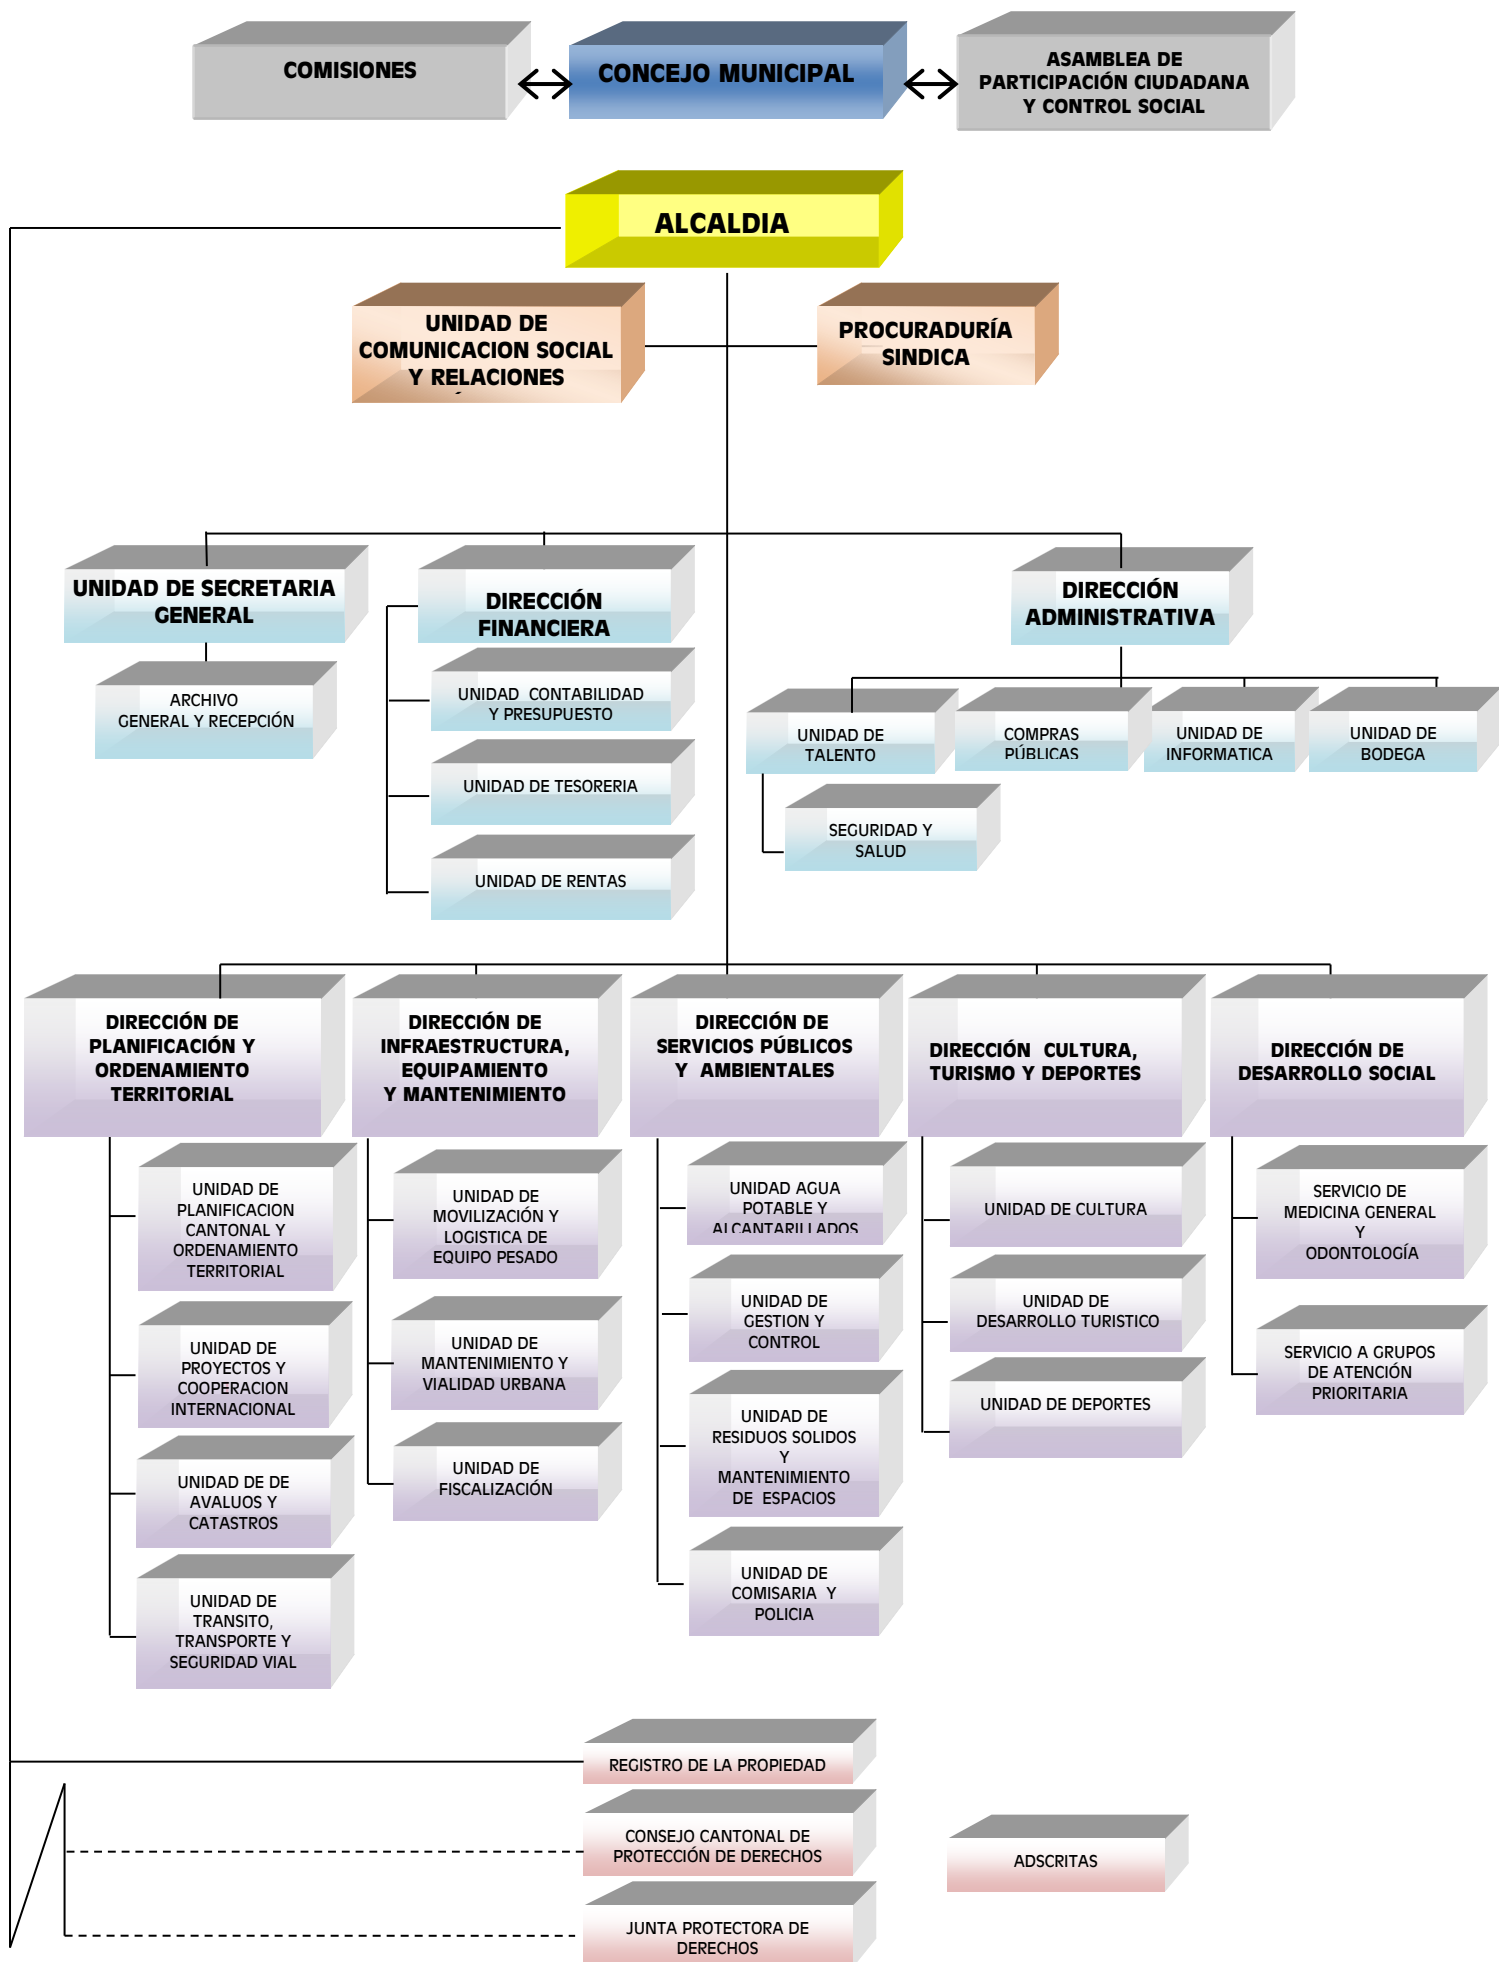 COMISIONES
CONCEJO MUNICIPAL
ASAMBLEA DE
PARTICIPACIÓN CIUDADANA
Y CONTROL SOCIAL
ALCALDIA
UNIDAD DE
COMUNICACION SOCIAL
Y RELACIONES
PROCURADURÍA
SINDICA
UNIDAD DE SECRETARIA
GENERAL
DIRECCIÓN
FINANCIERA
DIRECCIÓN
ADMINISTRATIVA
ARCHIVO
GENERAL Y RECEPCIÓN
UNIDAD CONTABILIDAD
Y PRESUPUESTO
UNIDAD DE TESORERIA
UNIDAD DE RENTAS
UNIDAD DE
TALENTO
COMPRAS
PÚBLICAS
UNIDAD DE
INFORMATICA
UNIDAD DE
BODEGA
SEGURIDAD Y
SALUD
DIRECCIÓN DE
PLANIFICACIÓN Y
ORDENAMIENTO
TERRITORIAL
DIRECCIÓN DE
INFRAESTRUCTURA,
EQUIPAMIENTO
Y MANTENIMIENTO
DIRECCIÓN DE
SERVICIOS PÚBLICOS
Y AMBIENTALES
DIRECCIÓN CULTURA,
TURISMO Y DEPORTES
DIRECCIÓN DE
DESARROLLO SOCIAL
UNIDAD DE
PLANIFICACION
CANTONAL Y
ORDENAMIENTO
TERRITORIAL
UNIDAD DE
PROYECTOS Y
COOPERACION
INTERNACIONAL
UNIDAD DE DE
AVALUOS Y
CATASTROS
UNIDAD DE
TRANSITO,
TRANSPORTE Y
SEGURIDAD VIAL
UNIDAD DE
MOVILIZACIÓN Y
LOGISTICA DE
EQUIPO PESADO
UNIDAD DE
MANTENIMIENTO Y
VIALIDAD URBANA
UNIDAD DE
FISCALIZACIÓN
UNIDAD AGUA
POTABLE Y
ALCANTARILLADOS
UNIDAD DE
GESTION Y
CONTROL
UNIDAD DE
RESIDUOS SOLIDOS
Y
MANTENIMIENTO
DE ESPACIOS
UNIDAD DE
COMISARIA Y
POLICIA
UNIDAD DE CULTURA
UNIDAD DE
DESARROLLO TURISTICO
UNIDAD DE DEPORTES
SERVICIO DE
MEDICINA GENERAL
Y
ODONTOLOGÍA
SERVICIO A GRUPOS
DE ATENCIÓN
PRIORITARIA
REGISTRO DE LA PROPIEDAD
CONSEJO CANTONAL DE
PROTECCIÓN DE DERECHOS
ADSCRITAS
JUNTA PROTECTORA DE
DERECHOS